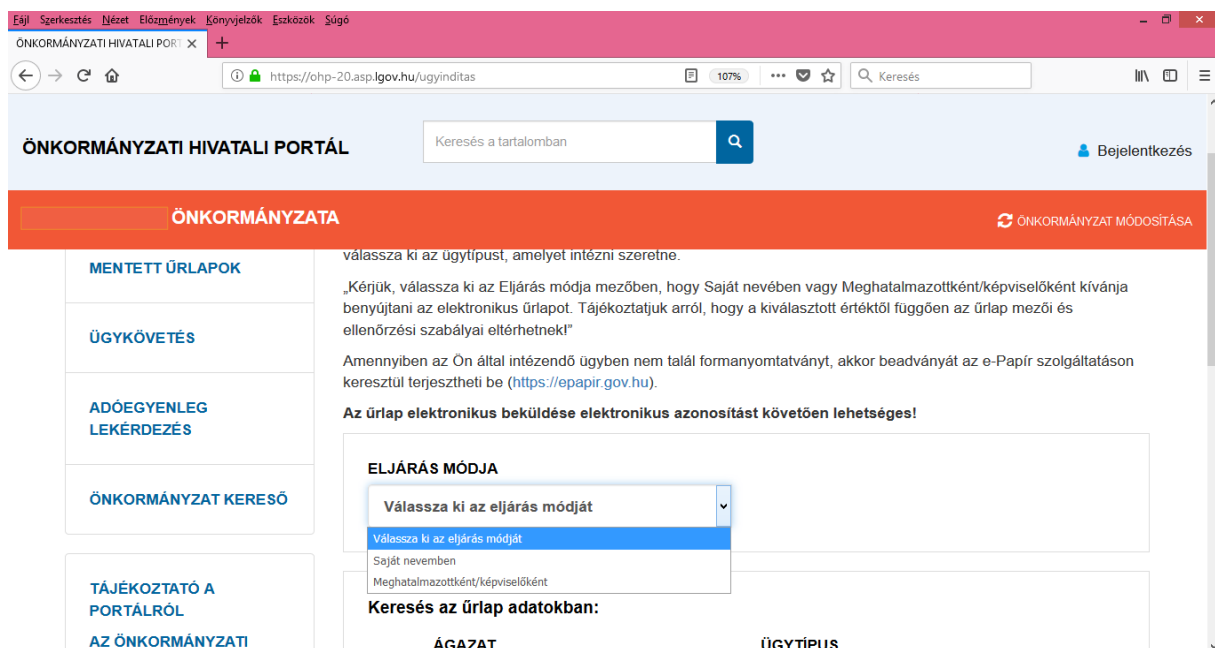 Fájl Szerkesztés Nézet Előzmények Könyvjelzők Eszközök Súgó
ÖNKORMÁNYZATI HIVATALI PORT
https://ohp-20.asp.lgov.hu/ugyinditas
107%
Keresés
ÖNKORMÁNYZATI HIVATALI PORTÁL
Keresés a tartalomban
Bejelentkezés
ÖNKORMÁNYZATA
ÖNKORMÁNYZAT MÓDOSÍTÁSA
MENTETT ŰRLAPOK
ÜGYKÖVETÉS
ADÓEGYENLEG
LEKÉRDEZÉS
ÖNKORMÁNYZAT KERESŐ
TÁJÉKOZTATÓ A
PORTÁLRÓL
AZ ÖNKORMÁNYZATI
válassza ki az ügytípust, amelyet intézni szeretne.
„Kérjük, válassza ki az Eljárás módja mezőben, hogy Saját nevében vagy Meghatalmazottként/képviselőként kívánja
benyújtani az elektronikus űrlapot. Tájékoztatjuk arról, hogy a kiválasztott értéktől függően az űrlap mezői és
ellenőrzési szabályai eltérhetnek!”
Amennyiben az Ön által intézendő ügyben nem talál formanyomtatványt, akkor beadványát az e-Papír szolgáltatáson
keresztül terjesztheti be (https://epapir.gov.hu).
Az űrlap elektronikus beküldése elektronikus azonosítást követően lehetséges!
ELJÁRÁS MÓDJA
Válassza ki az eljárás módját
Válassza ki az eljárás módját
Saját nevemben
Meghatalmazottként/képviselőként
Keresés az űrlap adatokban:
ÁGAZAT
ÜGYTÍPUS